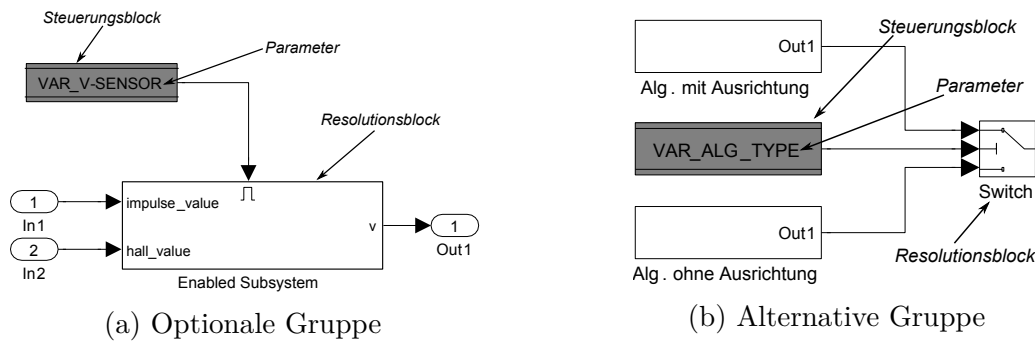 Steuerungsblock
Parameter
VAR_V-SENSOR
Resolutionsblock
1
In1
impulse_value
2
In2
hall_value
v
1
Out1
Enabled Subsystem
(a) Optionale Gruppe
Out1
Alg. mit Ausrichtung
Steuerungsblock
Parameter
VAR_ALG_TYPE
Switch
Out1
Alg. ohne Ausrichtung
Resolutionsblock
(b) Alternative Gruppe